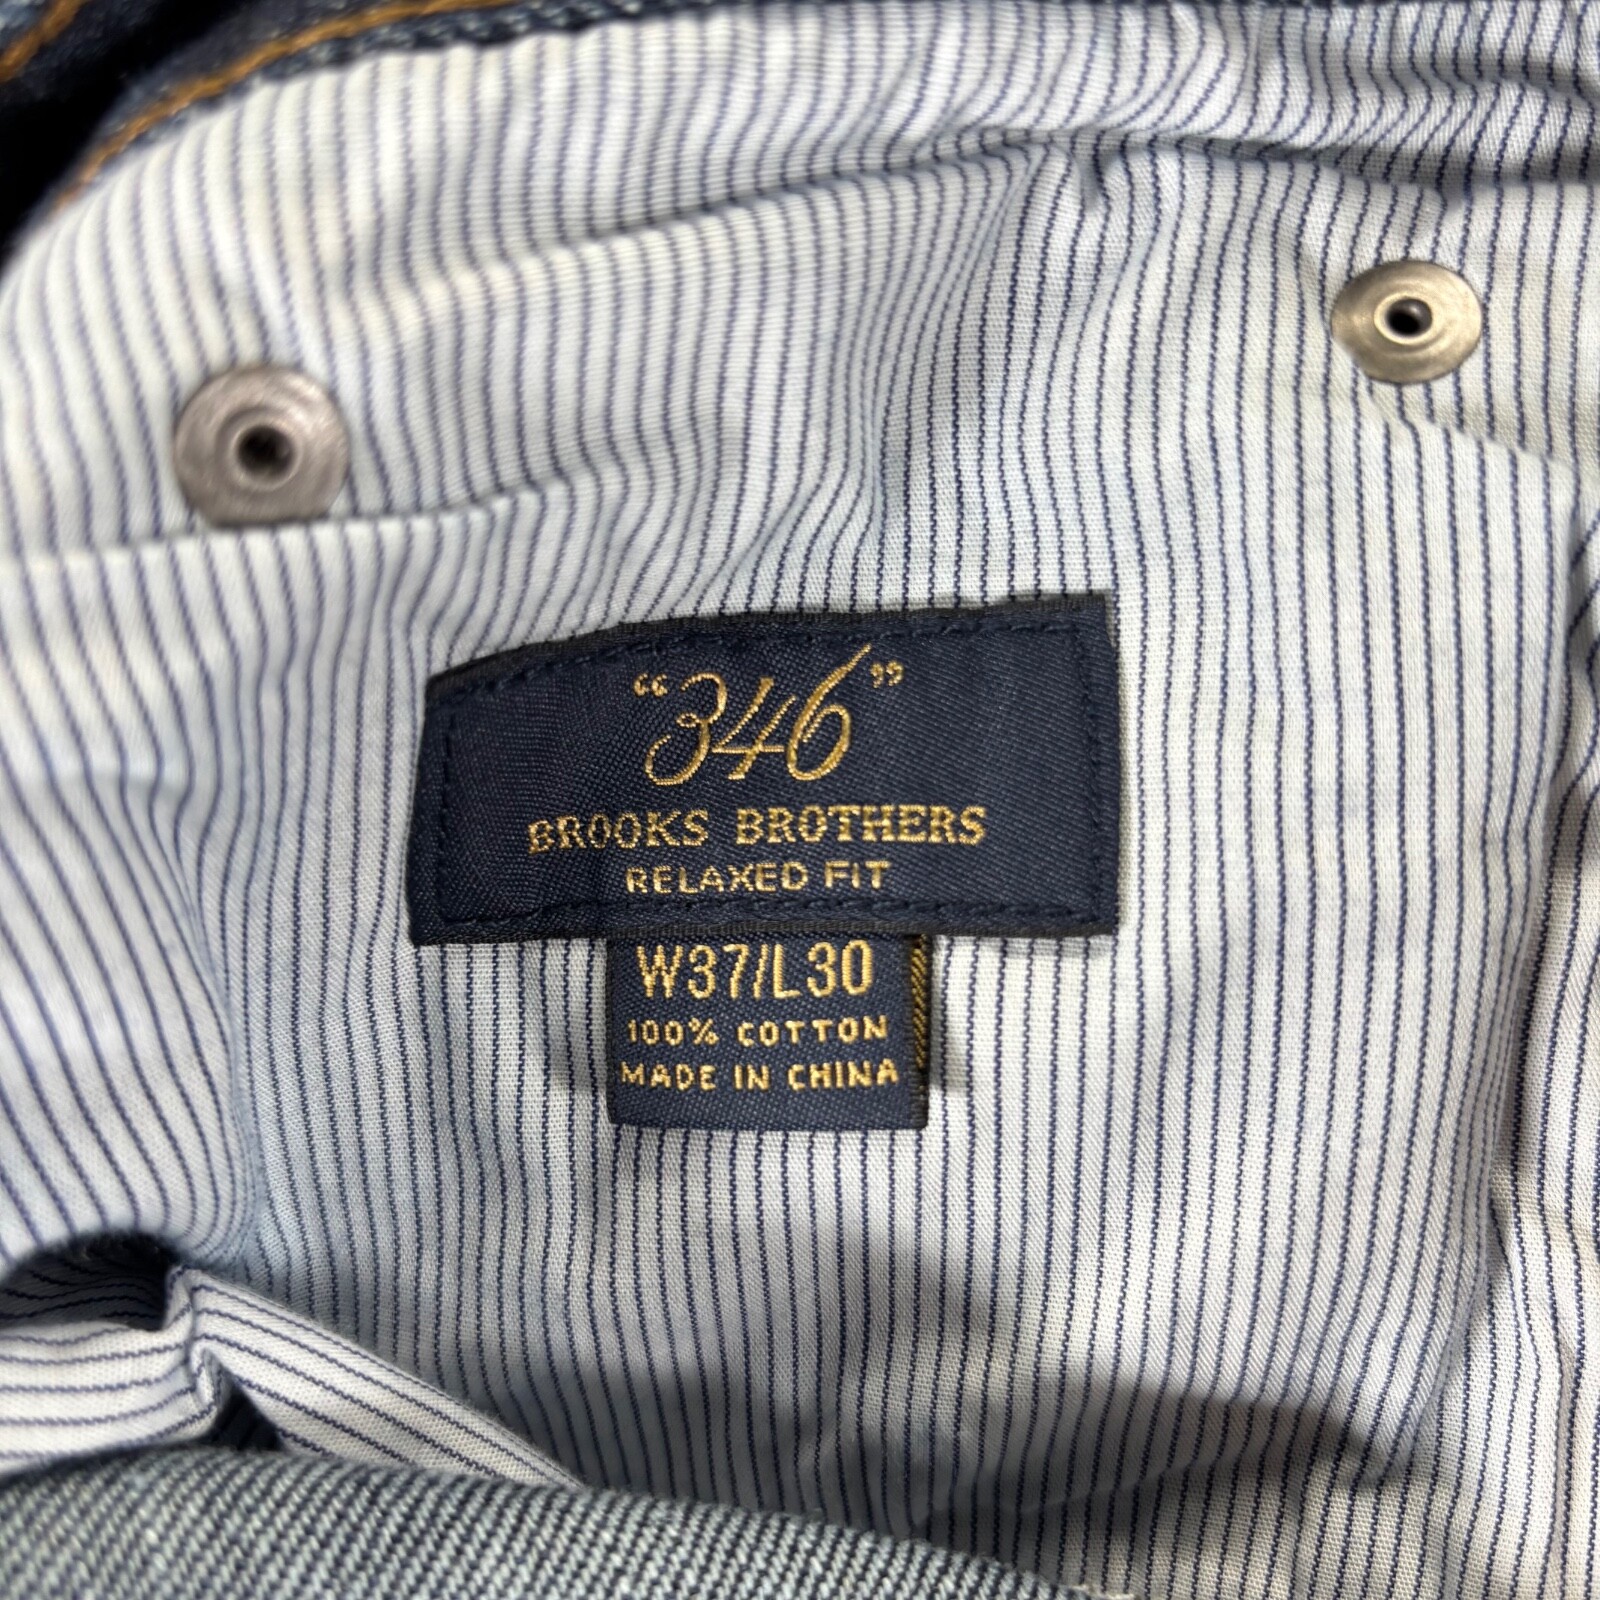 “346”
BROOKS BROTHERS
RELAXED FIT
W37/L30
100% COTTON
MADE IN CHINA